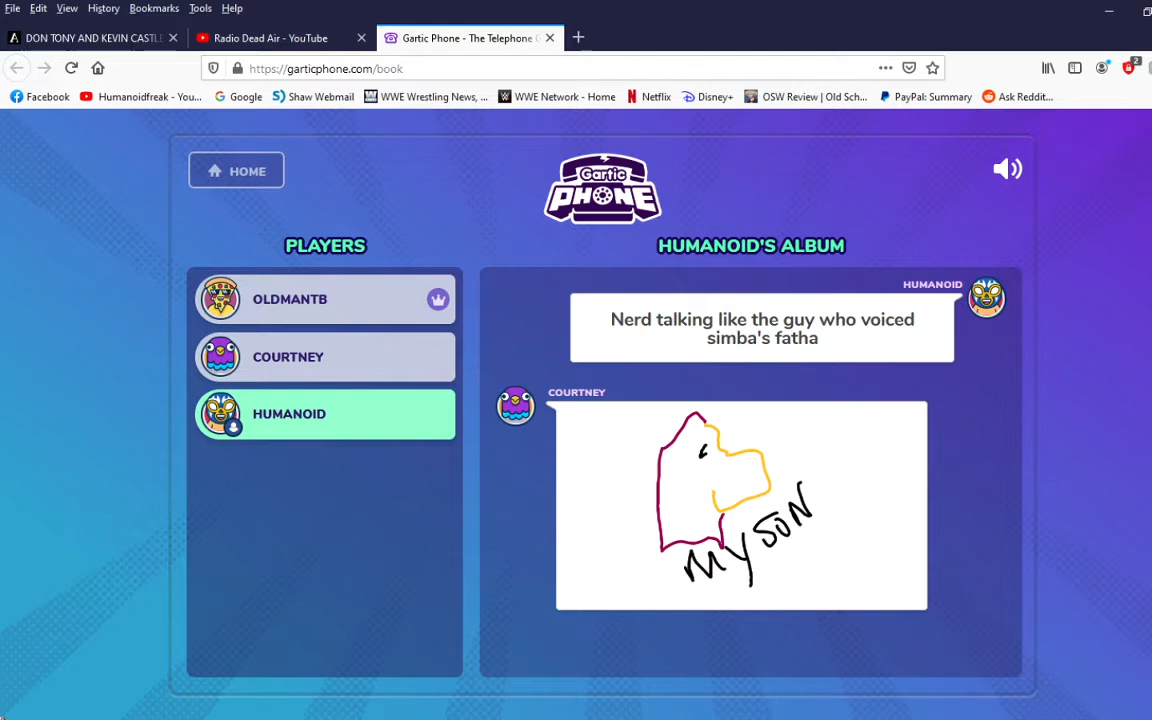 File Edit View History Bookmarks Tools Help
DON TONY AND KEVIN CASTLE
Radio Dead Air - YouTube
Gartic Phone - The Telephone G
https://garticphone.com/book
Facebook
Humanoidfreak - You...
Google
Shaw Webmail
WWE Wrestling News, ...
WWE Network - Home
Netflix
Disney+
OSW Review | Old Sch...
PayPal: Summary
Ask Reddit...
2
HOME
Gartic
PHONE
PLAYERS
HUMANOID'S ALBUM
OLDMANTB
COURTNEY
HUMANOID
HUMANOID
Nerd talking like the guy who voiced
simba's fatha
COURTNEY
MY SON